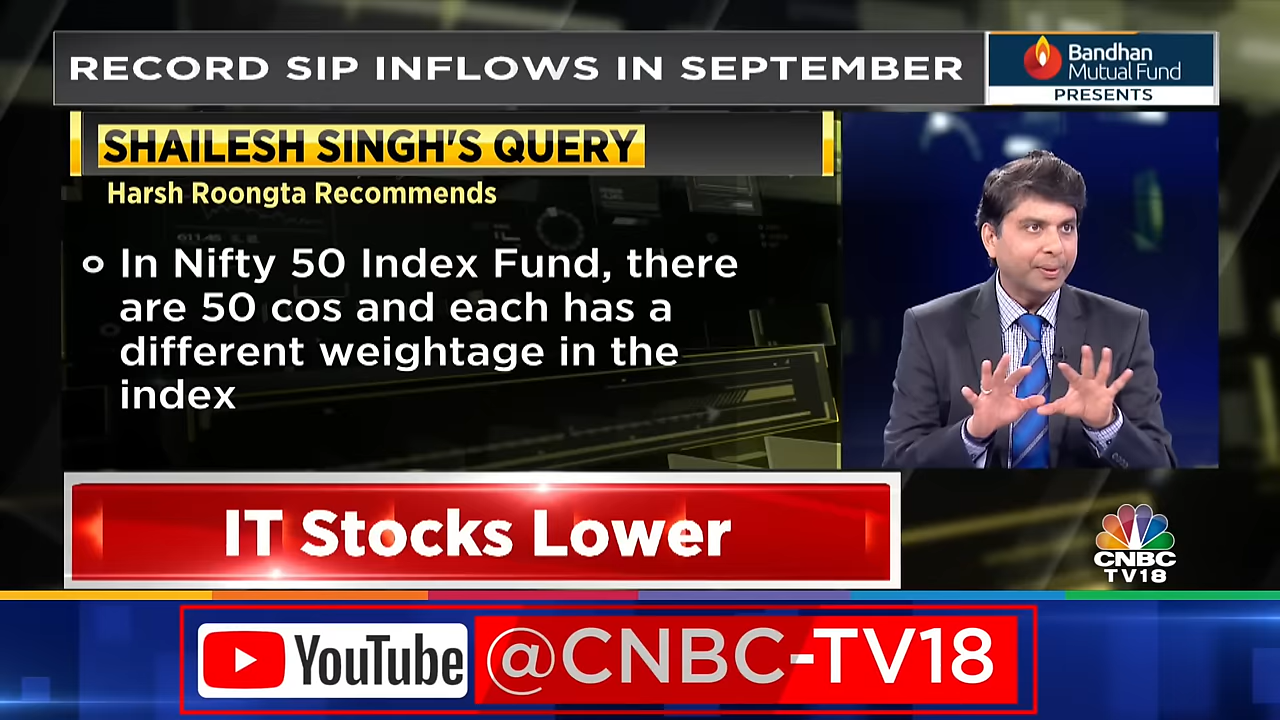 RECORD SIP INFLOWS IN SEPTEMBER
Bandhan
Mutual Fund
PRESENTS
SHAILESH SINGH'S QUERY
Harsh Roongta Recommends
In Nifty 50 Index Fund, there
are 50 cos and each has a
different weightage in the
index
IT Stocks Lower
CNBC
TV18
YouTube @CNBC-TV18